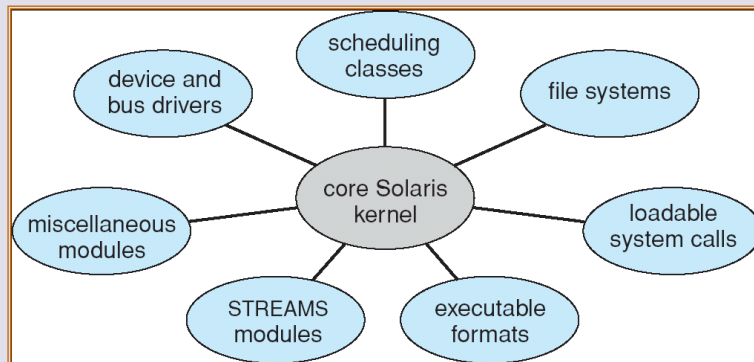 scheduling
classes
device and
bus drivers
file systems
core Solaris
kernel
miscellaneous
modules
loadable
system calls
STREAMS
modules
executable
formats